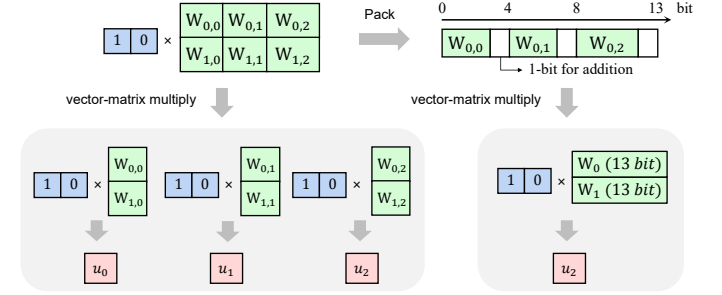 1 0 × W0,0 W0,1 W0,2
W1,0 W1,1 W1,2
Pack
0 4 8 13 bit
W0,0 W0,1 W0,2
1-bit for addition
vector-matrix multiply
vector-matrix multiply
1 0 × W0,0
W1,0
1 0 × W0,1
W1,1
1 0 × W0,2
W1,2
u0
u1
u2
1 0 × W0 (13 bit)
W1 (13 bit)
u2